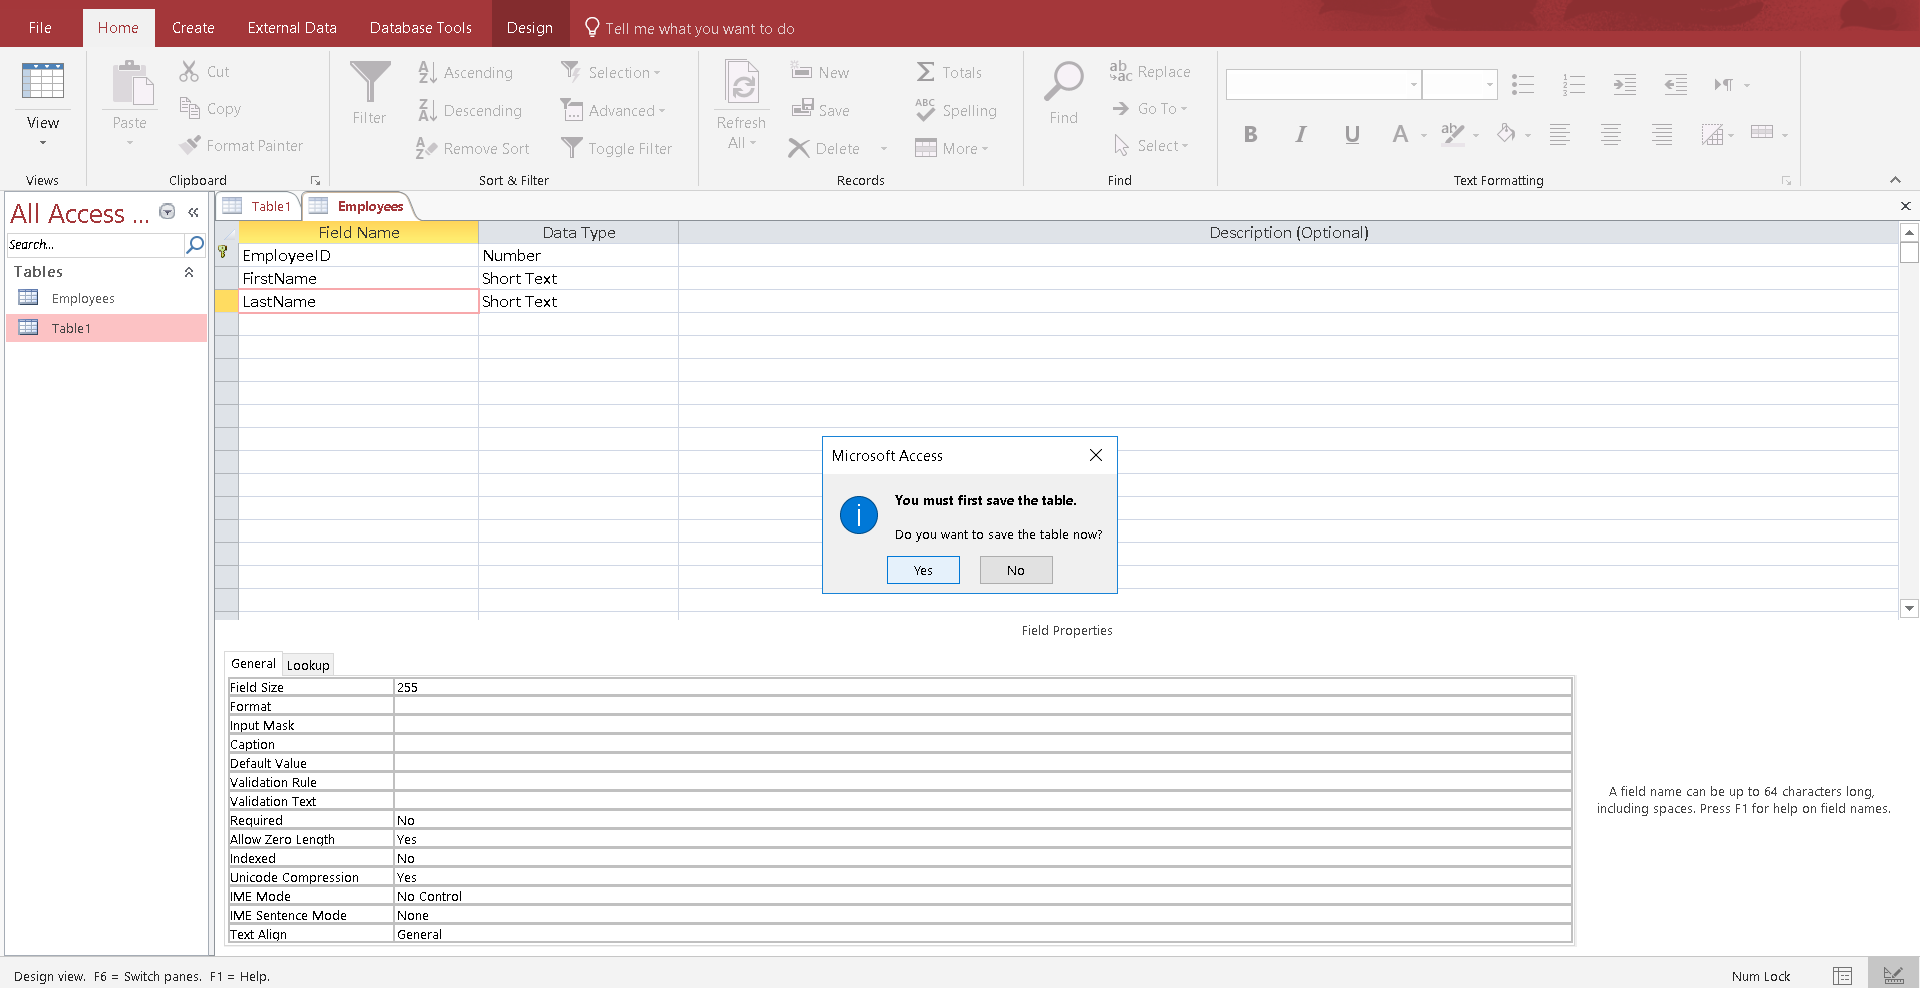 File Home Create External Data Database Tools Design Tell me what you want to do
View
Views
Paste
Cut
Copy
Format Painter
Clipboard
Filter
Ascending
Descending
Remove Sort
Selection
Advanced
Toggle Filter
Sort & Filter
Refresh
All
New
Save
Delete
Totals
Spelling
More
Records
Find
Replace
Go To
Select
Find
B I U A
Text Formatting
All Access ...
Search...
Tables
Employees
Table1
Table1 Employees
Field Name Data Type Description (Optional)
EmployeeID Number
FirstName Short Text
LastName Short Text
Microsoft Access
You must first save the table.
Do you want to save the table now?
Yes No
Field Properties
General Lookup
Field Size 255
Format
Input Mask
Caption
Default Value
Validation Rule
Validation Text
Required No
Allow Zero Length Yes
Indexed No
Unicode Compression Yes
IME Mode No Control
IME Sentence Mode None
Text Align General
A field name can be up to 64 characters long,
including spaces. Press F1 for help on field names.
Design view. F6 = Switch panes. F1 = Help.
Num Lock